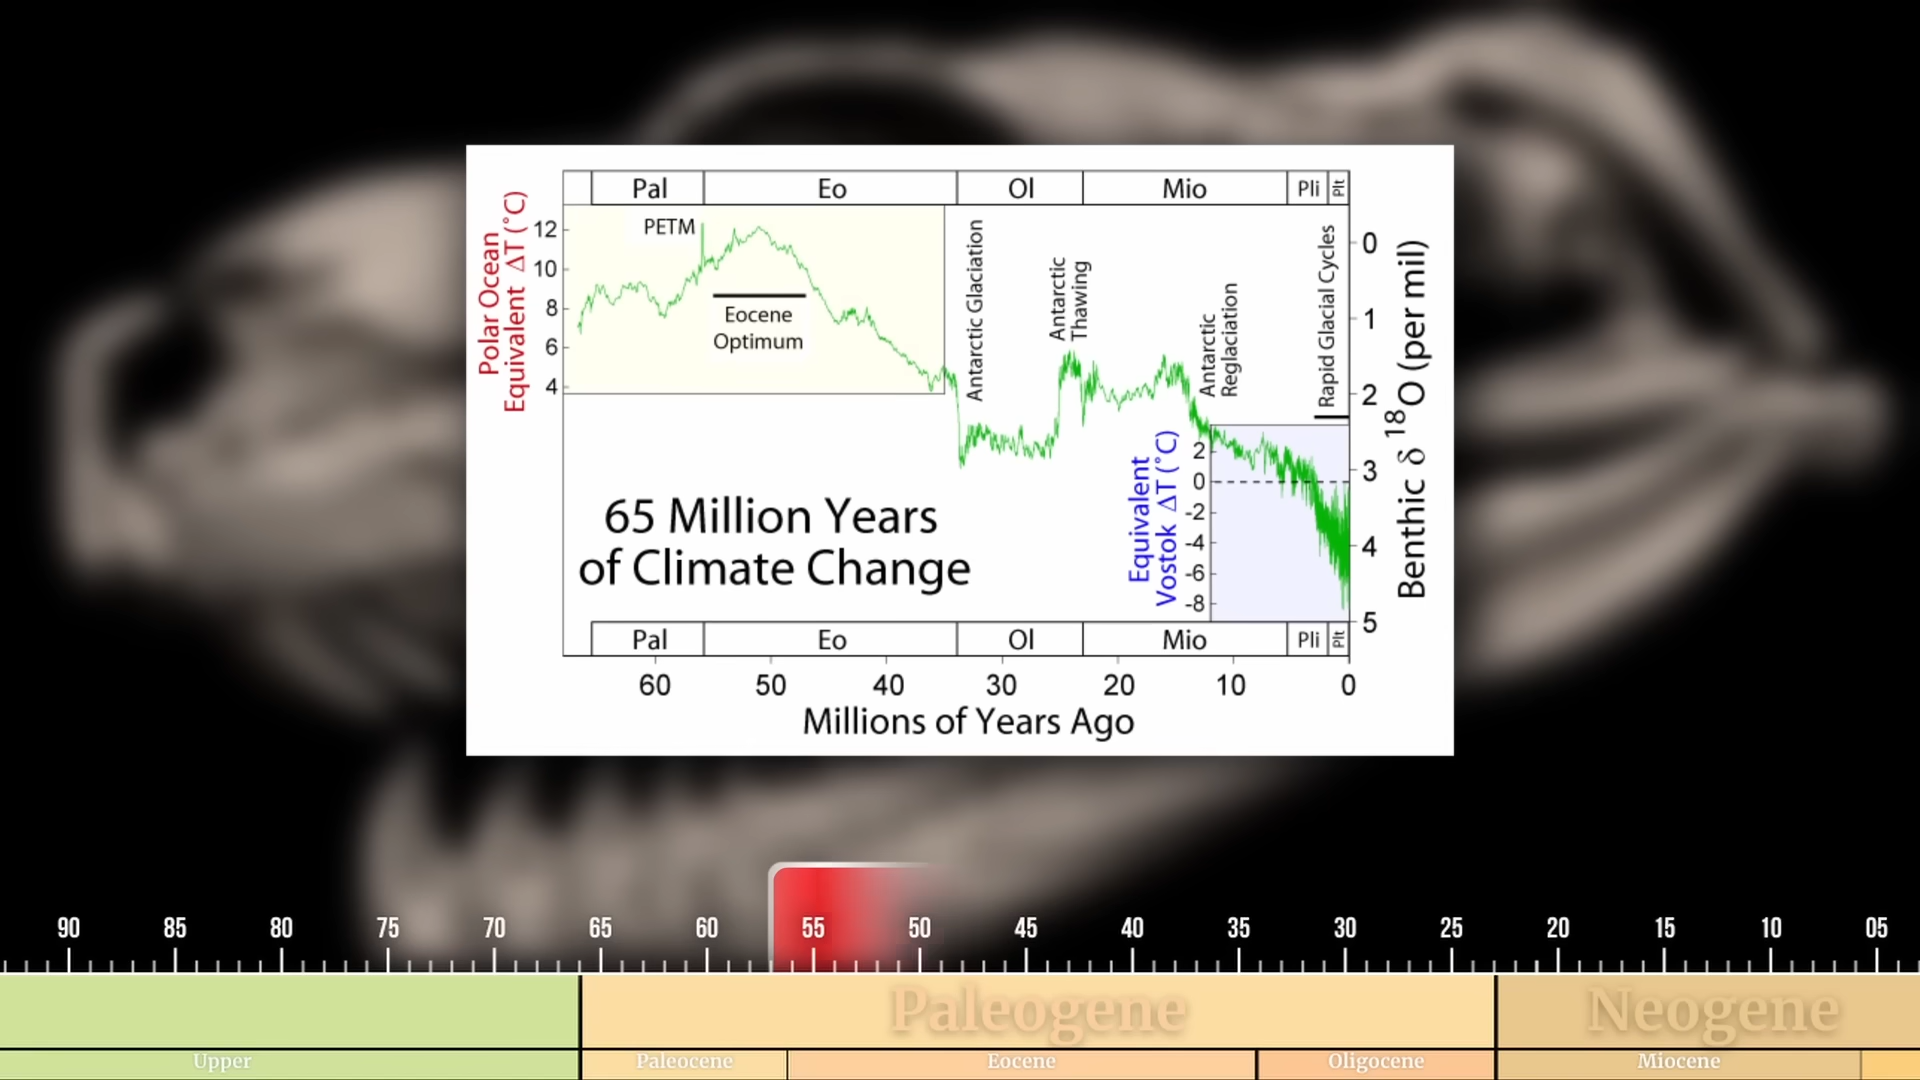 Pal Eo Ol Mio Pli Plt
Polar Ocean
Equivalent ΔT (°C)
12
10
8
6
4
PETM
Eocene
Optimum
Antarctic Glaciation
Antarctic
Thawing
Antarctic
Reglaciation
Rapid Glacial Cycles
0
1
2
3
4
5
Benthic δ 18O (per mil)
Equivalent
Vostok ΔT (°C)
2
0
-2
-4
-6
-8
65 Million Years
of Climate Change
Pal Eo Ol Mio Pli Plt
60 50 40 30 20 10 0
Millions of Years Ago
90 85 80 75 70 65 60 55 50 45 40 35 30 25 20 15 10 05
Paleogene Neogene
Upper Paleocene Eocene Oligocene Miocene